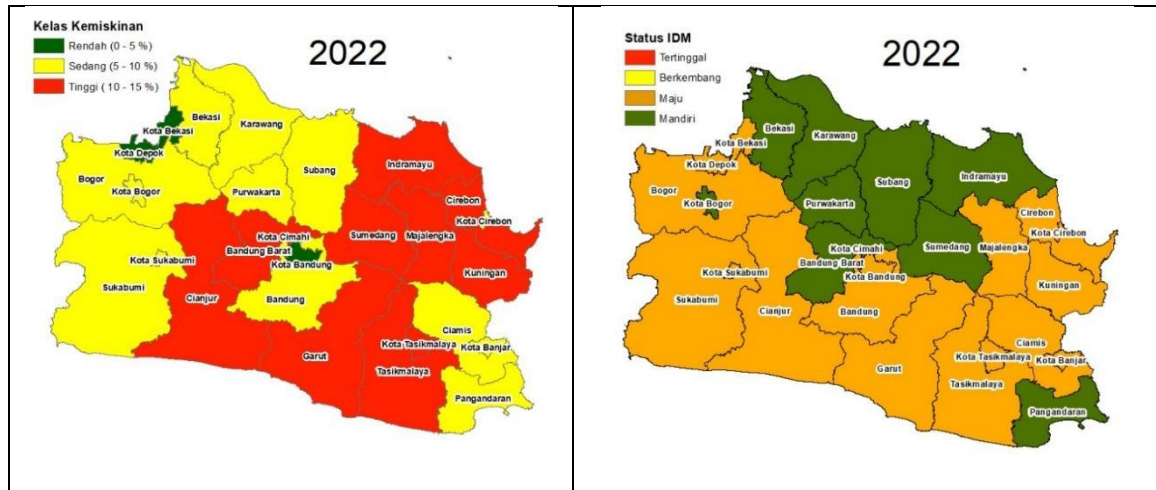 Kelas Kemiskinan
Rendah (0 - 5 %)
Sedang (5 - 10 %)
Tinggi ( 10 - 15 %)
2022
Bekasi
Kota Bekasi
Karawang
Kota Depok
Subang
Indramayu
Bogor
Kota Bogor
Purwakarta
Cirebon
Kota Cirebon
Kota Cimahi
Sumedang
Majalengka
Bandung Barat
Kota Bandung
Kota Sukabumi
Kuningan
Sukabumi
Cianjur
Bandung
Ciamis
Kota Tasikmalaya
Kota Banjar
Garut
Tasikmalaya
Pangandaran
Status IDM
Tertinggal
Berkembang
Maju
Mandiri
2022
Bekasi
Kota Bekasi
Karawang
Kota Depok
Subang
Indramayu
Bogor
Kota Bogor
Purwakarta
Cirebon
Kota Cirebon
Kota Cimahi
Sumedang
Majalengka
Bandung Barat
Kota Bandung
Kota Sukabumi
Kuningan
Sukabumi
Cianjur
Bandung
Ciamis
Kota Tasikmalaya
Kota Banjar
Garut
Tasikmalaya
Pangandaran